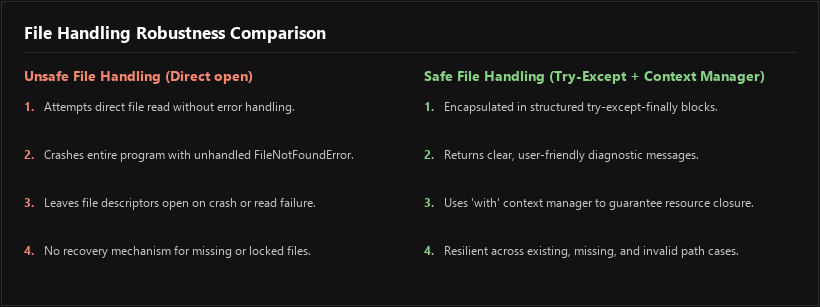 File Handling Robustness Comparison
Unsafe File Handling (Direct open)
1. Attempts direct file read without error handling.
2. Crashes entire program with unhandled FileNotFoundError.
3. Leaves file descriptors open on crash or read failure.
4. No recovery mechanism for missing or locked files.
Safe File Handling (Try-Except + Context Manager)
1. Encapsulated in structured try-except-finally blocks.
2. Returns clear, user-friendly diagnostic messages.
3. Uses 'with' context manager to guarantee resource closure.
4. Resilient across existing, missing, and invalid path cases.